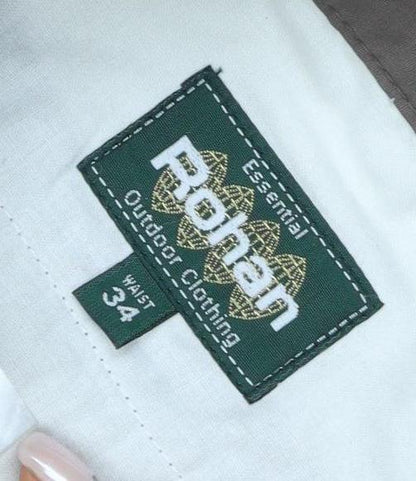 Essential
Rohan
Outdoor Clothing
WAIST
34